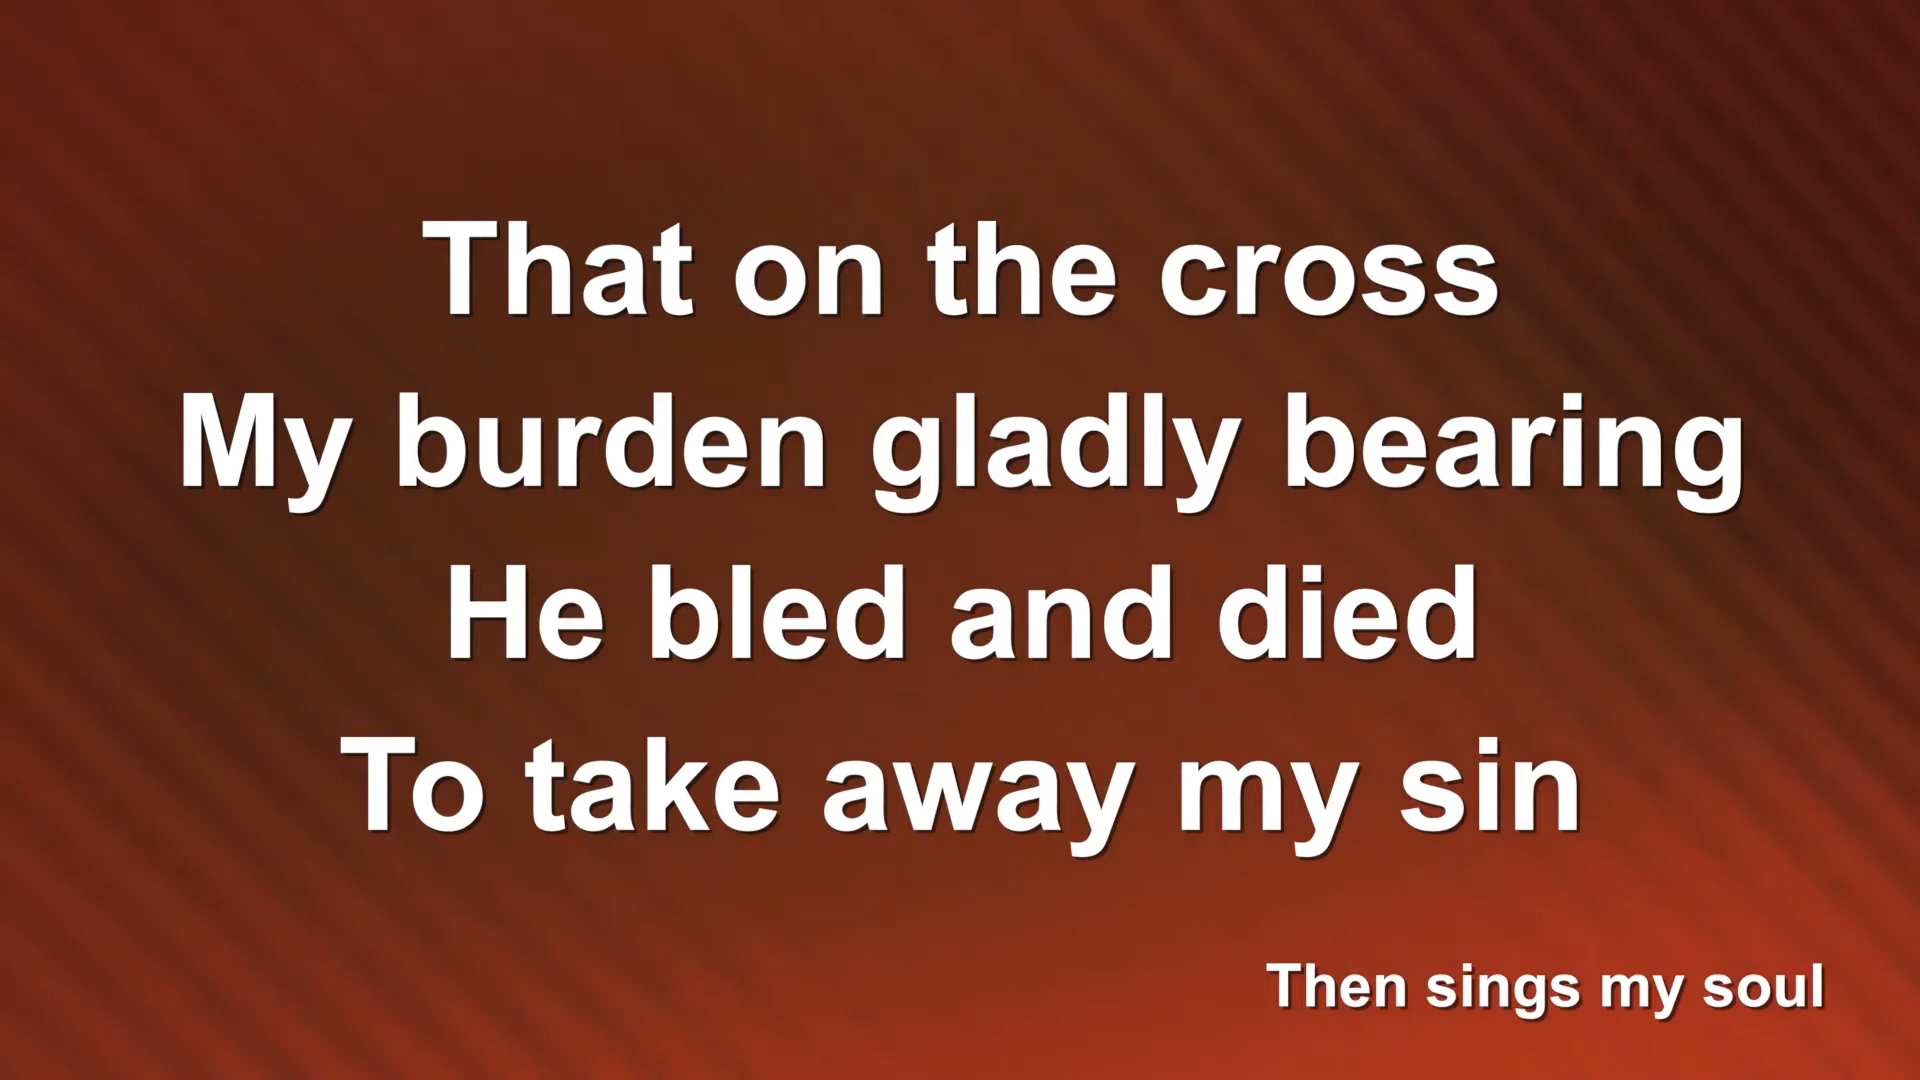 That on the cross
My burden gladly bearing
He bled and died
To take away my sin
Then sings my soul